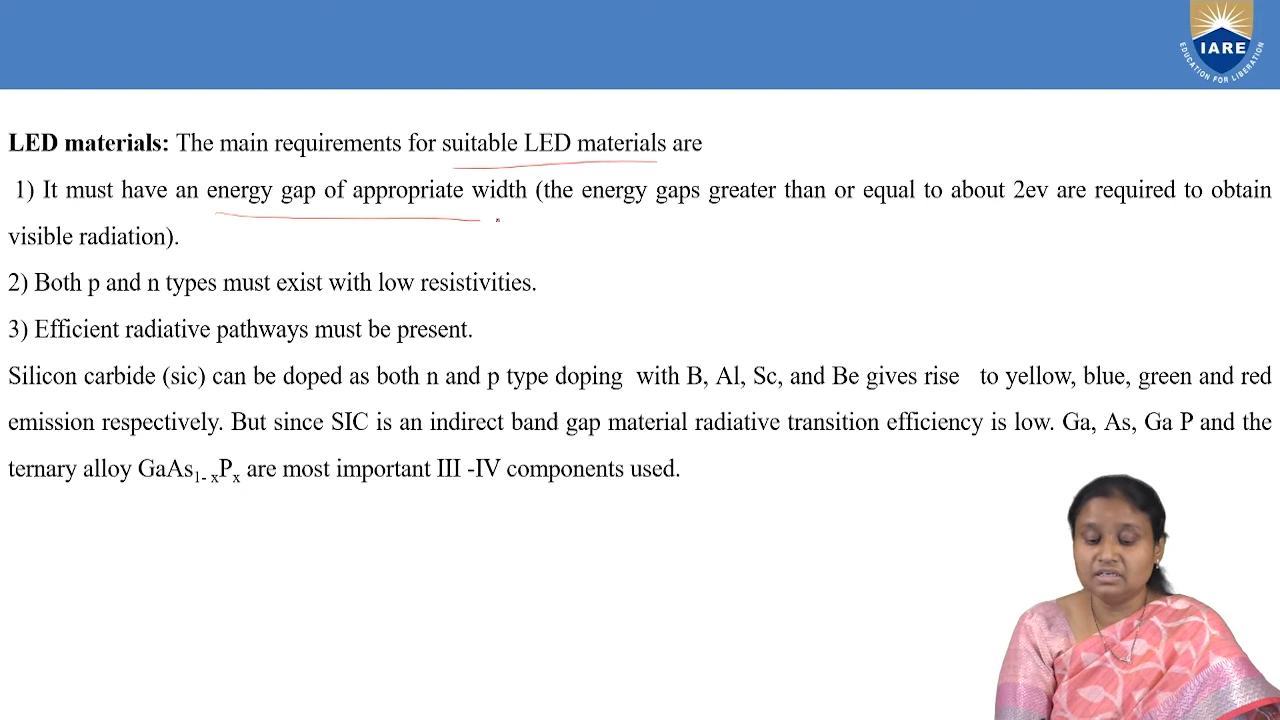 IARE
EDUCATION FOR LIBERATION
LED materials: The main requirements for suitable LED materials are
1) It must have an energy gap of appropriate width (the energy gaps greater than or equal to about 2ev are required to obtain
visible radiation).
2) Both p and n types must exist with low resistivities.
3) Efficient radiative pathways must be present.
Silicon carbide (sic) can be doped as both n and p type doping with B, Al, Sc, and Be gives rise to yellow, blue, green and red
emission respectively. But since SIC is an indirect band gap material radiative transition efficiency is low. Ga, As, Ga P and the
ternary alloy GaAs1- xPx are most important III -IV components used.